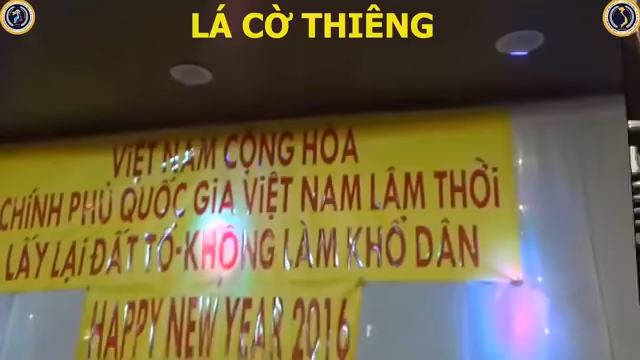 LÁ CỜ THIÊNG
VIỆT NAM CỘNG HÒA
CHÍNH PHỦ QUỐC GIA VIỆT NAM LÂM THỜI
LẤY LẠI ĐẤT TỔ-KHÔNG LÀM KHỔ DÂN
HAPPY NEW YEAR 2016